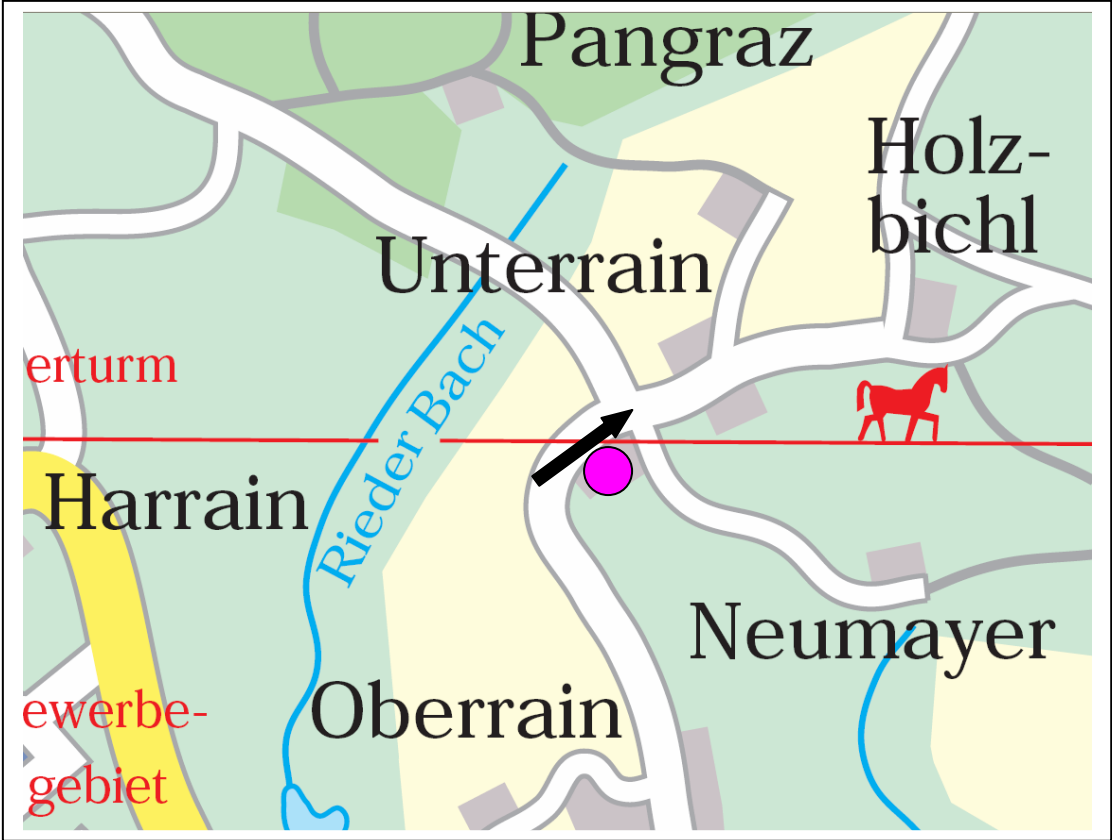 Pangraz
Holz-
bichl
Unterrain
erturm
Rieder Bach
Harrain
Neumayer
Oberrain
ewerbe-
gebiet